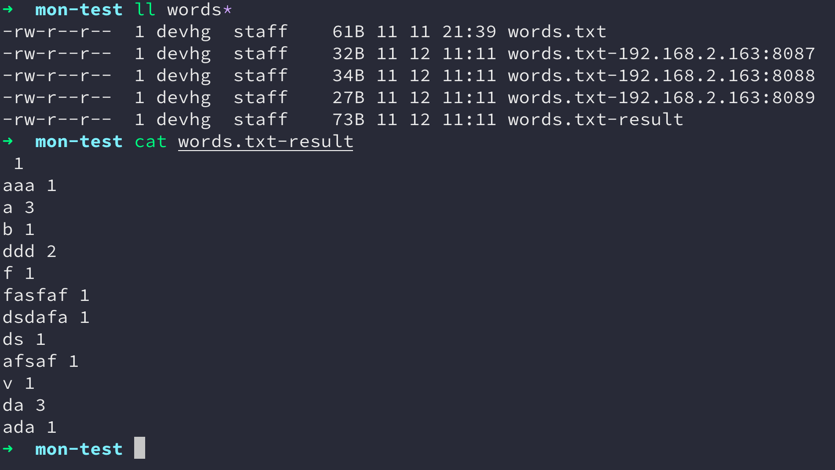 → mon-test ll words*
-rw-r--r-- 1 devhg staff 61B 11 11 21:39 words.txt
-rw-r--r-- 1 devhg staff 32B 11 12 11:11 words.txt-192.168.2.163:8087
-rw-r--r-- 1 devhg staff 34B 11 12 11:11 words.txt-192.168.2.163:8088
-rw-r--r-- 1 devhg staff 27B 11 12 11:11 words.txt-192.168.2.163:8089
-rw-r--r-- 1 devhg staff 73B 11 12 11:11 words.txt-result
→ mon-test cat words.txt-result
1
aaa 1
a 3
b 1
ddd 2
f 1
fasfaf 1
dsdafa 1
ds 1
afsaf 1
v 1
da 3
ada 1
→ mon-test